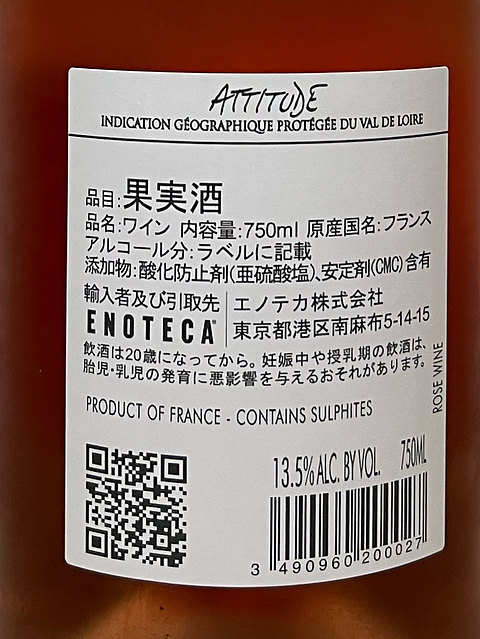 ATTITUDE
INDICATION GÉOGRAPHIQUE PROTÉGÉE DU VAL DE LOIRE
品目:果実酒
品名:ワイン 内容量:750ml 原産国名:フランス
アルコール分:ラベルに記載
添加物:酸化防止剤(亜硫酸塩)、安定剤(CMC)含有
輸入者及び引取先
ENOTECA
エノテカ株式会社
東京都港区南麻布5-14-15
飲酒は20歳になってから。妊娠中や授乳期の飲酒は、
胎児・乳児の発育に悪影響を与えるおそれがあります。
ROSE WINE
PRODUCT OF FRANCE - CONTAINS SULPHITES
13.5% ALC. BY VOL. 750ML
3 490960 200027